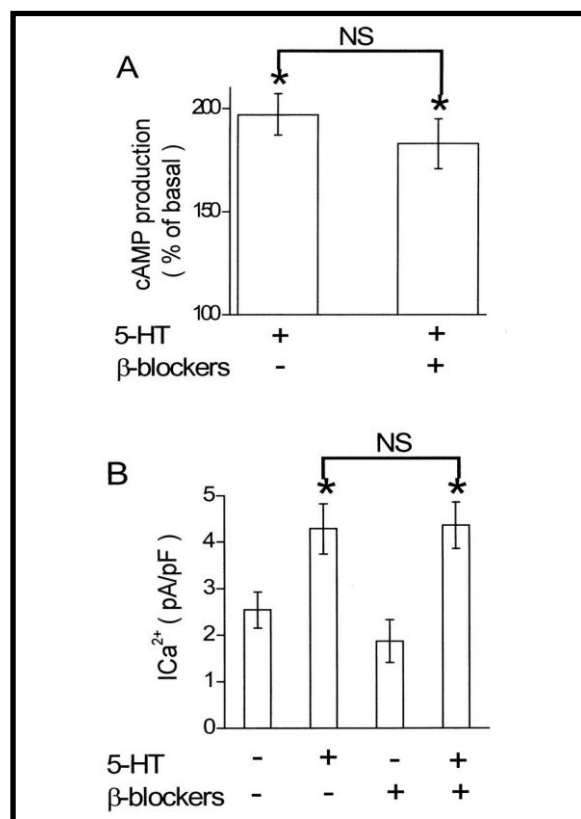 NS
A
* *
200
150
100
cAMP production
( % of basal )
5-HT + +
β-blockers - +
NS
B
* *
5
4
3
2
1
0
ICa²⁺ ( pA/pF )
5-HT - + - +
β-blockers - - + +